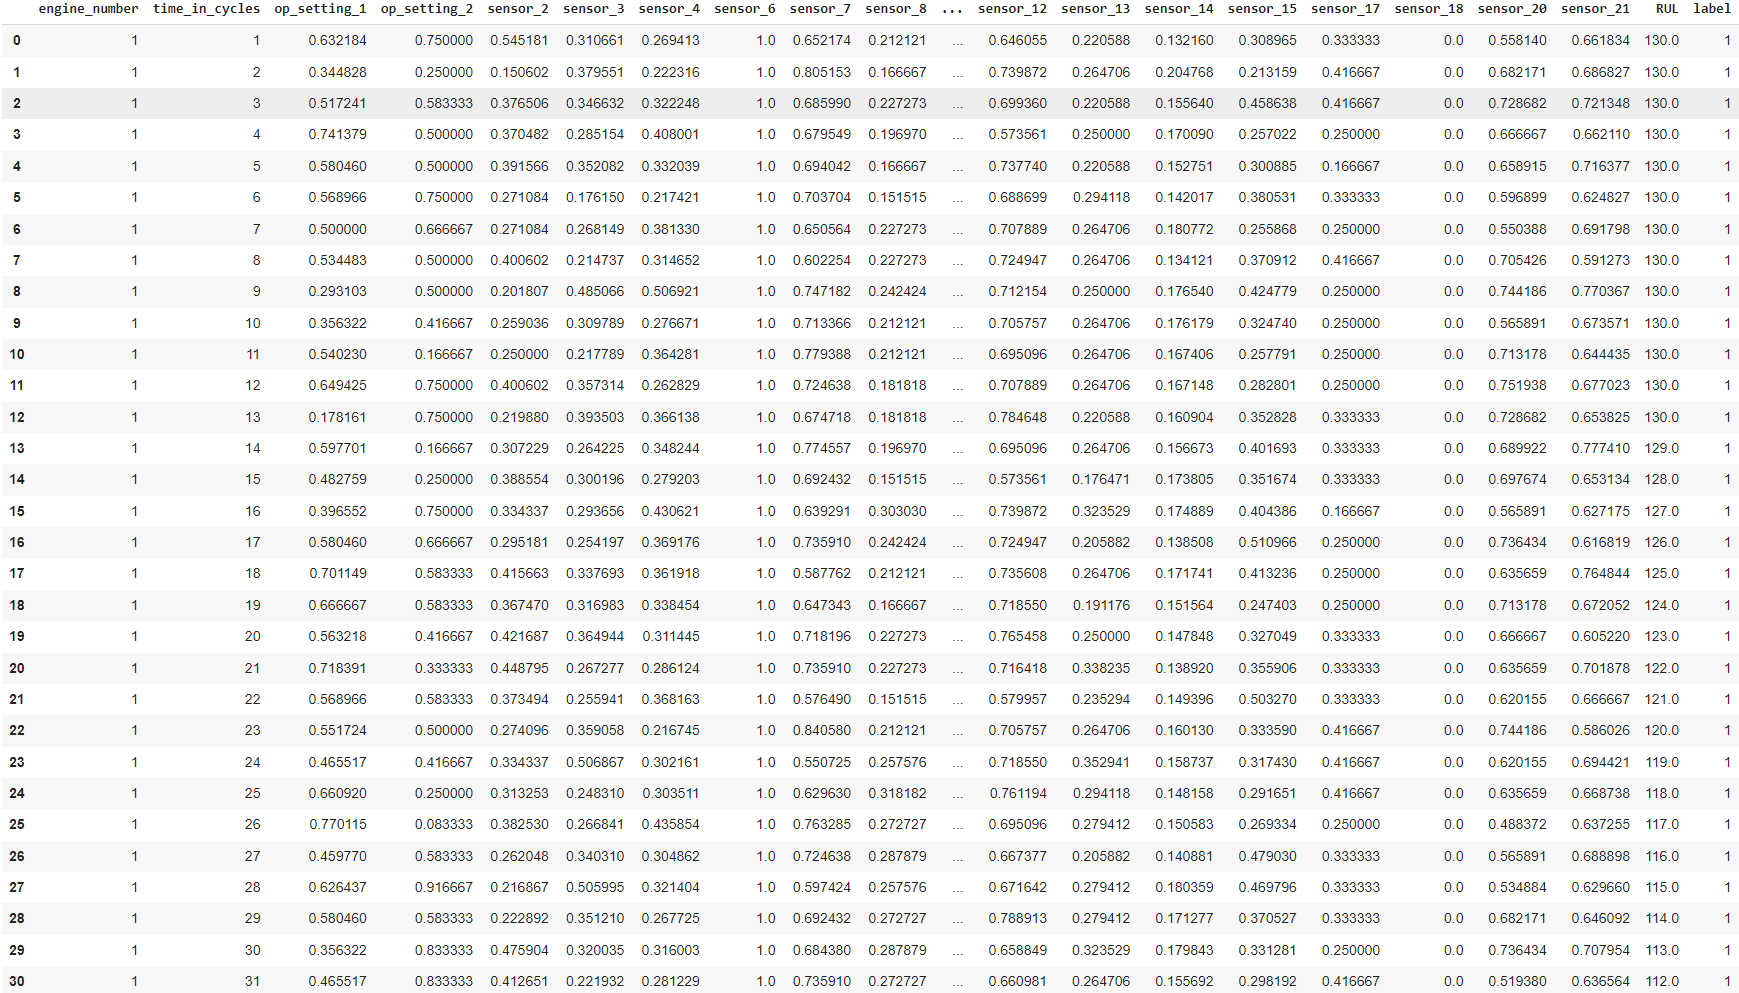 engine_number time_in_cycles op_setting_1 op_setting_2 sensor_2 sensor_3 sensor_4 sensor_6 sensor_7 sensor_8 ... sensor_12 sensor_13 sensor_14 sensor_15 sensor_17 sensor_18 sensor_20 sensor_21 RUL label
0 1 1 0.632184 0.750000 0.545181 0.310661 0.269413 1.0 0.652174 0.212121 ... 0.646055 0.220588 0.132160 0.308965 0.333333 0.0 0.558140 0.661834 130.0 1
1 1 2 0.344828 0.250000 0.150602 0.379551 0.222316 1.0 0.805153 0.166667 ... 0.739872 0.264706 0.204768 0.213159 0.416667 0.0 0.682171 0.686827 130.0 1
2 1 3 0.517241 0.583333 0.376506 0.346632 0.322248 1.0 0.685990 0.227273 ... 0.699360 0.220588 0.155640 0.458638 0.416667 0.0 0.728682 0.721348 130.0 1
3 1 4 0.741379 0.500000 0.370482 0.285154 0.408001 1.0 0.679549 0.196970 ... 0.573561 0.250000 0.170090 0.257022 0.250000 0.0 0.666667 0.662110 130.0 1
4 1 5 0.580460 0.500000 0.391566 0.352082 0.332039 1.0 0.694042 0.166667 ... 0.737740 0.220588 0.152751 0.300885 0.166667 0.0 0.658915 0.716377 130.0 1
5 1 6 0.568966 0.750000 0.271084 0.176150 0.217421 1.0 0.703704 0.151515 ... 0.688699 0.294118 0.142017 0.380531 0.333333 0.0 0.596899 0.624827 130.0 1
6 1 7 0.500000 0.666667 0.271084 0.268149 0.381330 1.0 0.650564 0.227273 ... 0.707889 0.264706 0.180772 0.255868 0.250000 0.0 0.550388 0.691798 130.0 1
7 1 8 0.534483 0.500000 0.400602 0.214737 0.314652 1.0 0.602254 0.227273 ... 0.724947 0.264706 0.134121 0.370912 0.416667 0.0 0.705426 0.591273 130.0 1
8 1 9 0.293103 0.500000 0.201807 0.485066 0.506921 1.0 0.747182 0.242424 ... 0.712154 0.250000 0.176540 0.424779 0.250000 0.0 0.744186 0.770367 130.0 1
9 1 10 0.356322 0.416667 0.259036 0.309789 0.276671 1.0 0.713366 0.212121 ... 0.705757 0.264706 0.176179 0.324740 0.250000 0.0 0.565891 0.673571 130.0 1
10 1 11 0.540230 0.166667 0.250000 0.217789 0.364281 1.0 0.779388 0.212121 ... 0.695096 0.264706 0.167406 0.257791 0.250000 0.0 0.713178 0.644435 130.0 1
11 1 12 0.649425 0.750000 0.400602 0.357314 0.262829 1.0 0.724638 0.181818 ... 0.707889 0.264706 0.167148 0.282801 0.250000 0.0 0.751938 0.677023 130.0 1
12 1 13 0.178161 0.750000 0.219880 0.393503 0.366138 1.0 0.674718 0.181818 ... 0.784648 0.220588 0.160904 0.352828 0.333333 0.0 0.728682 0.653825 130.0 1
13 1 14 0.597701 0.166667 0.307229 0.264225 0.348244 1.0 0.774557 0.196970 ... 0.695096 0.264706 0.156673 0.401693 0.333333 0.0 0.689922 0.777410 129.0 1
14 1 15 0.482759 0.250000 0.388554 0.300196 0.279203 1.0 0.692432 0.151515 ... 0.573561 0.176471 0.173805 0.351674 0.333333 0.0 0.697674 0.653134 128.0 1
15 1 16 0.396552 0.750000 0.334337 0.293656 0.430621 1.0 0.639291 0.303030 ... 0.739872 0.323529 0.174889 0.404386 0.166667 0.0 0.565891 0.627175 127.0 1
16 1 17 0.580460 0.666667 0.295181 0.254197 0.369176 1.0 0.735910 0.242424 ... 0.724947 0.205882 0.138508 0.510966 0.250000 0.0 0.736434 0.616819 126.0 1
17 1 18 0.701149 0.583333 0.415663 0.337693 0.361918 1.0 0.587762 0.212121 ... 0.735608 0.264706 0.171741 0.413236 0.250000 0.0 0.635659 0.764844 125.0 1
18 1 19 0.666667 0.583333 0.367470 0.316983 0.338454 1.0 0.647343 0.166667 ... 0.718550 0.191176 0.151564 0.247403 0.250000 0.0 0.713178 0.672052 124.0 1
19 1 20 0.563218 0.416667 0.421687 0.364944 0.311445 1.0 0.718196 0.227273 ... 0.765458 0.250000 0.147848 0.327049 0.333333 0.0 0.666667 0.605220 123.0 1
20 1 21 0.718391 0.333333 0.448795 0.267277 0.286124 1.0 0.735910 0.227273 ... 0.716418 0.338235 0.138920 0.355906 0.333333 0.0 0.635659 0.701878 122.0 1
21 1 22 0.568966 0.583333 0.373494 0.255941 0.368163 1.0 0.576490 0.151515 ... 0.579957 0.235294 0.149396 0.503270 0.333333 0.0 0.620155 0.666667 121.0 1
22 1 23 0.551724 0.500000 0.274096 0.359058 0.216745 1.0 0.840580 0.212121 ... 0.705757 0.264706 0.160130 0.333590 0.416667 0.0 0.744186 0.586026 120.0 1
23 1 24 0.465517 0.416667 0.334337 0.506867 0.302161 1.0 0.550725 0.257576 ... 0.718550 0.352941 0.158737 0.317430 0.416667 0.0 0.620155 0.694421 119.0 1
24 1 25 0.660920 0.250000 0.313253 0.248310 0.303511 1.0 0.629630 0.318182 ... 0.761194 0.294118 0.148158 0.291651 0.416667 0.0 0.635659 0.668738 118.0 1
25 1 26 0.770115 0.083333 0.382530 0.266841 0.435854 1.0 0.763285 0.272727 ... 0.695096 0.279412 0.150583 0.269334 0.250000 0.0 0.488372 0.637255 117.0 1
26 1 27 0.459770 0.583333 0.262048 0.340310 0.304862 1.0 0.724638 0.287879 ... 0.667377 0.205882 0.140881 0.479030 0.333333 0.0 0.565891 0.688898 116.0 1
27 1 28 0.626437 0.916667 0.216867 0.505995 0.321404 1.0 0.597424 0.257576 ... 0.671642 0.279412 0.180359 0.469796 0.333333 0.0 0.534884 0.629660 115.0 1
28 1 29 0.580460 0.583333 0.222892 0.351210 0.267725 1.0 0.692432 0.272727 ... 0.788913 0.279412 0.171277 0.370527 0.333333 0.0 0.682171 0.646092 114.0 1
29 1 30 0.356322 0.833333 0.475904 0.320035 0.316003 1.0 0.684380 0.287879 ... 0.658849 0.323529 0.179843 0.331281 0.250000 0.0 0.736434 0.707954 113.0 1
30 1 31 0.465517 0.833333 0.412651 0.221932 0.281229 1.0 0.735910 0.272727 ... 0.660981 0.264706 0.155692 0.298192 0.416667 0.0 0.519380 0.636564 112.0 1